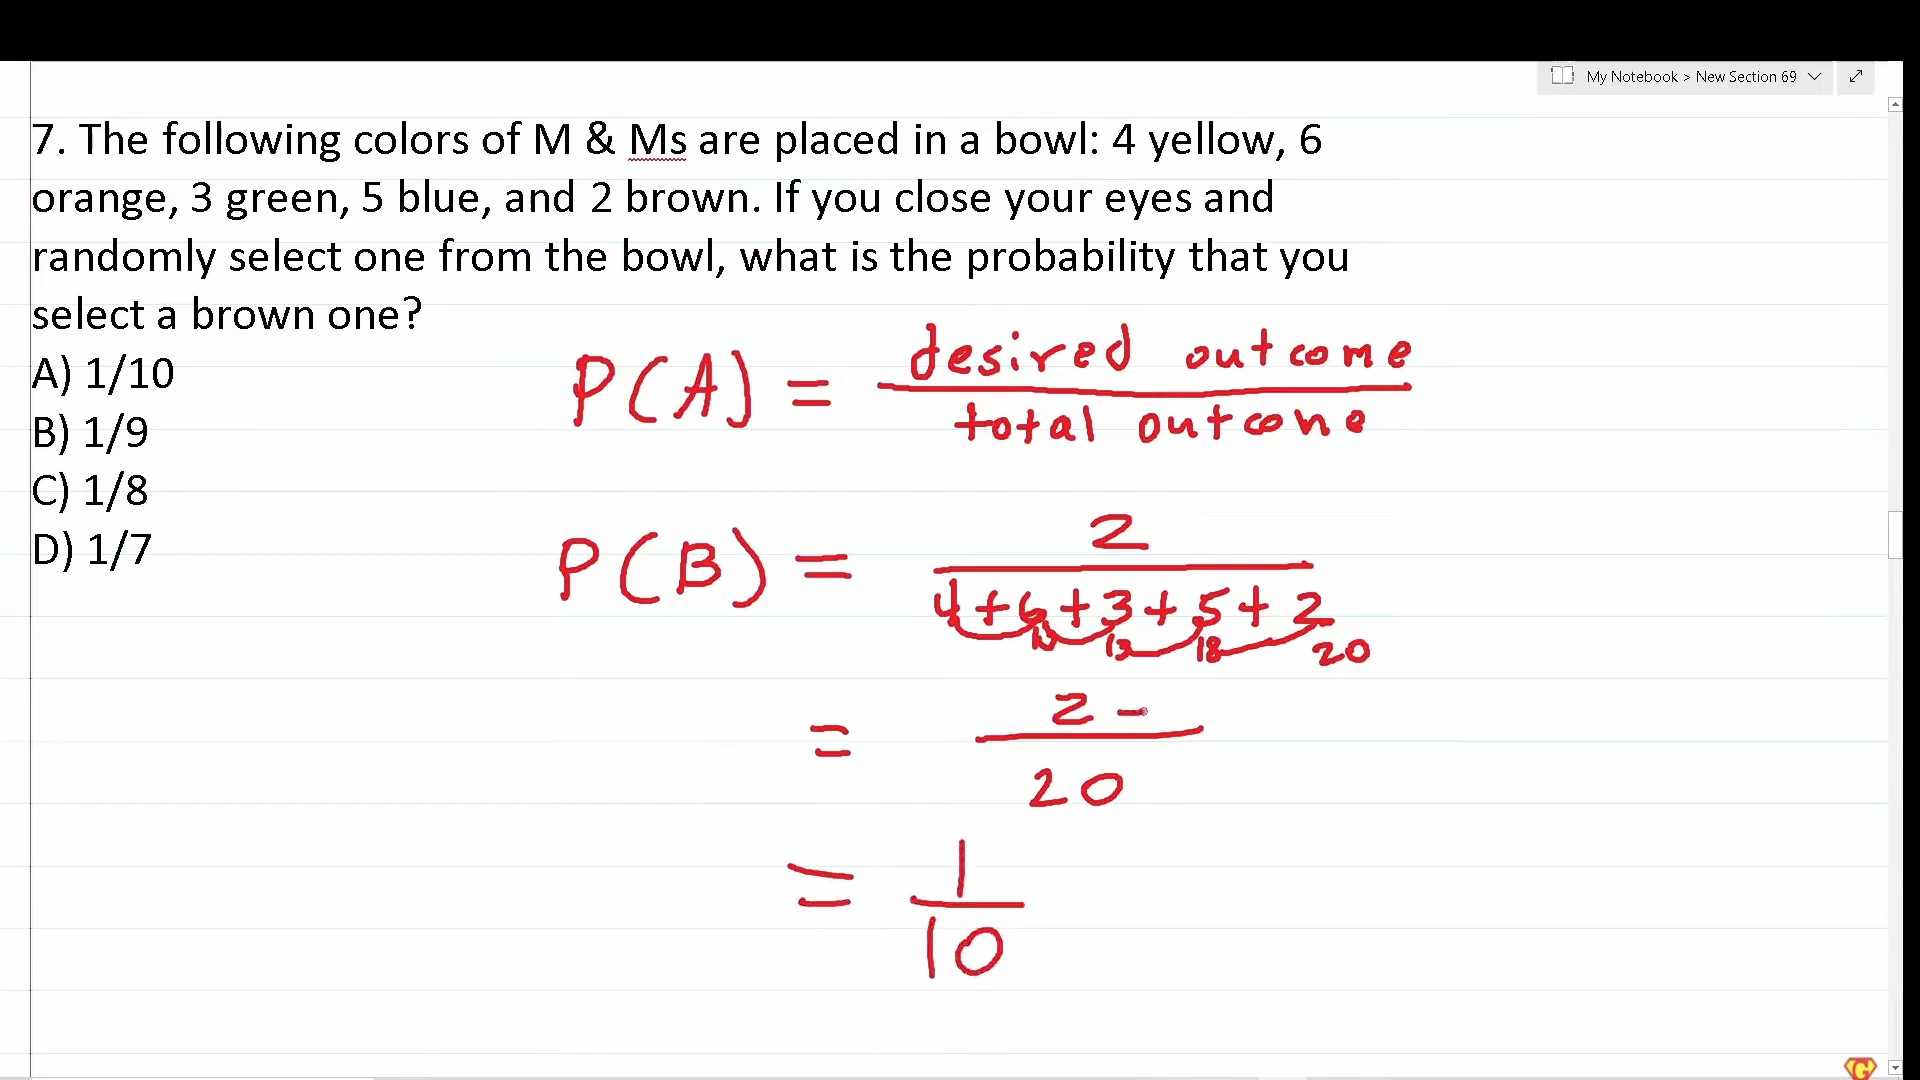 My Notebook > New Section 69
7. The following colors of M & Ms are placed in a bowl: 4 yellow, 6
orange, 3 green, 5 blue, and 2 brown. If you close your eyes and
randomly select one from the bowl, what is the probability that you
select a brown one?
A) 1/10
B) 1/9
C) 1/8
D) 1/7
P(A) = desired outcome
total outcome
P(B) = 2
4+6+3+5+2
10 13 18 20
= 2 -
20
= 1
10
G